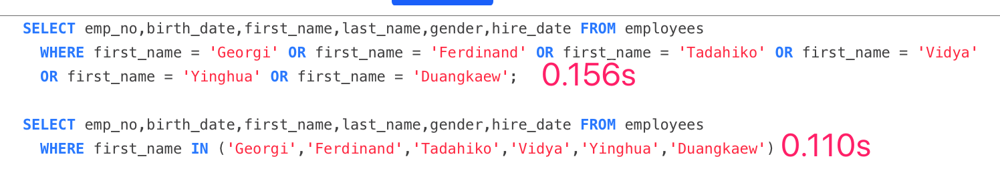 SELECT emp_no,birth_date,first_name,last_name,gender,hire_date FROM employees
WHERE first_name = 'Georgi' OR first_name = 'Ferdinand' OR first_name = 'Tadahiko' OR first_name = 'Vidya'
OR first_name = 'Yinghua' OR first_name = 'Duangkaew'; 0.156s
SELECT emp_no,birth_date,first_name,last_name,gender,hire_date FROM employees
WHERE first_name IN ('Georgi','Ferdinand','Tadahiko','Vidya','Yinghua','Duangkaew') 0.110s